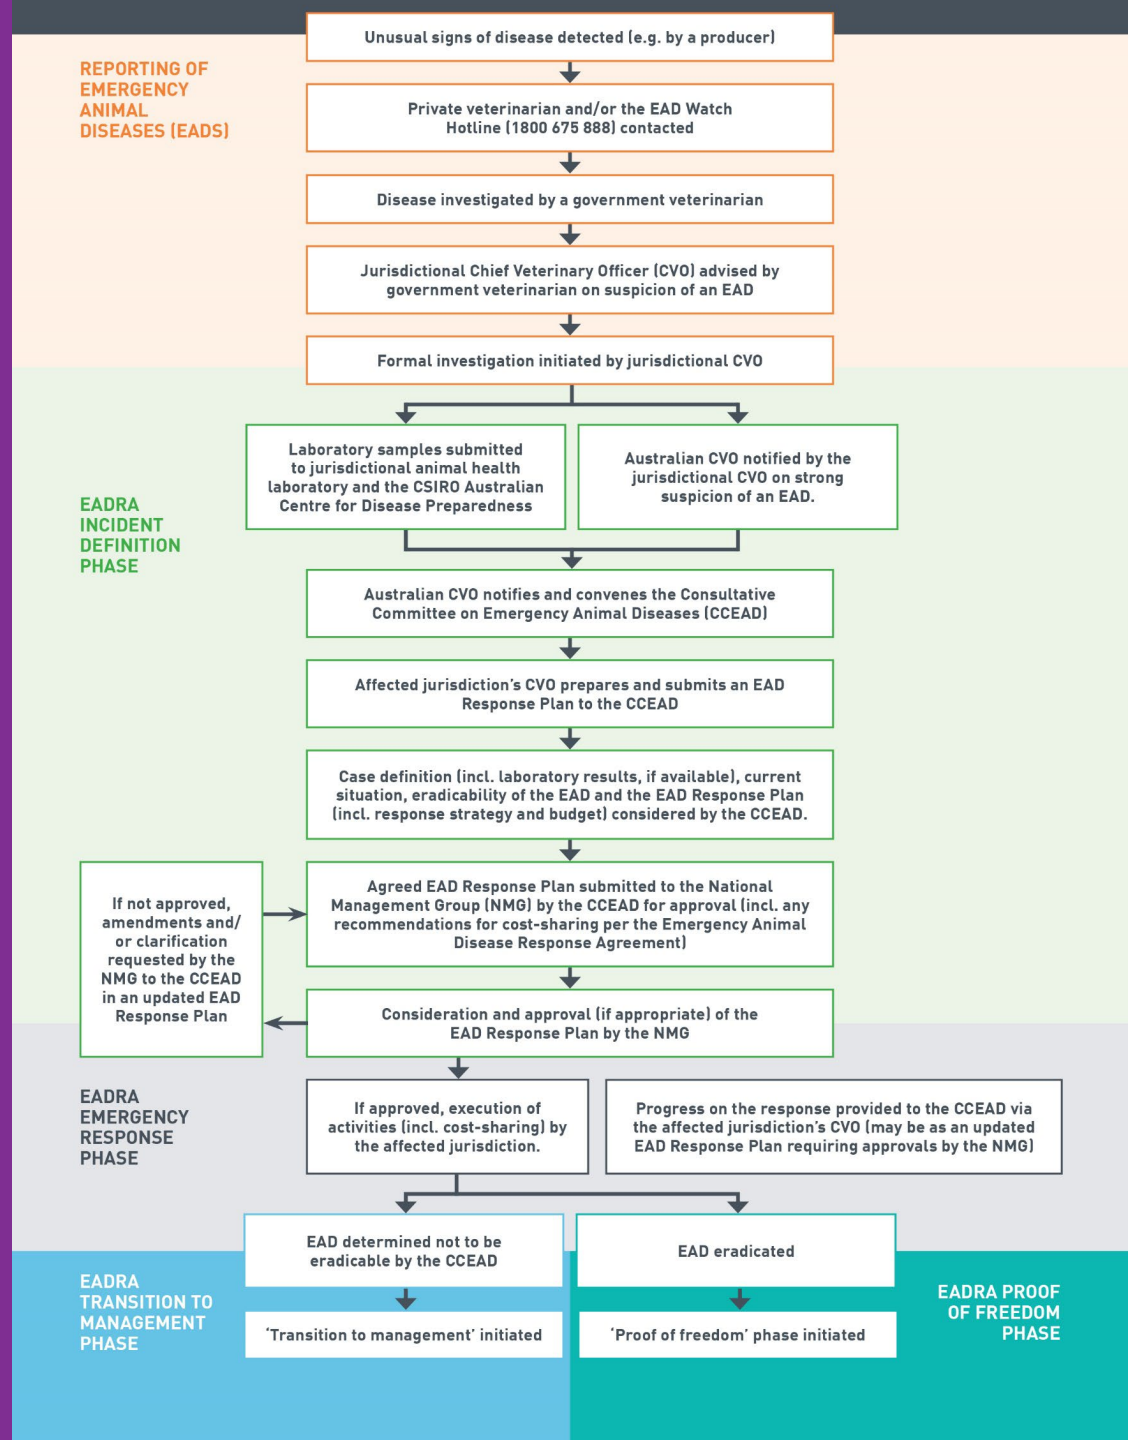 Unusual signs of disease detected (e.g. by a producer)
REPORTING OF
EMERGENCY
ANIMAL
DISEASES (EADS)
Private veterinarian and/or the EAD Watch
Hotline (1800 675 888) contacted
Disease investigated by a government veterinarian
Jurisdictional Chief Veterinary Officer (CVO) advised by
government veterinarian on suspicion of an EAD
Formal investigation initiated by jurisdictional CVO
EADRA
INCIDENT
DEFINITION
PHASE
Laboratory samples submitted
to jurisdictional animal health
laboratory and the CSIRO Australian
Centre for Disease Preparedness
Australian CVO notified by the
jurisdictional CVO on strong
suspicion of an EAD.
Australian CVO notifies and convenes the Consultative
Committee on Emergency Animal Diseases (CCEAD)
Affected jurisdiction's CVO prepares and submits an EAD
Response Plan to the CCEAD
Case definition (incl. laboratory results, if available), current
situation, eradicability of the EAD and the EAD Response Plan
(incl. response strategy and budget) considered by the CCEAD.
If not approved,
amendments and/
or clarification
requested by the
NMG to the CCEAD
in an updated EAD
Response Plan
Agreed EAD Response Plan submitted to the National
Management Group (NMG) by the CCEAD for approval (incl. any
recommendations for cost-sharing per the Emergency Animal
Disease Response Agreement)
Consideration and approval (if appropriate) of the
EAD Response Plan by the NMG
EADRA
EMERGENCY
RESPONSE
PHASE
If approved, execution of
activities (incl. cost-sharing) by
the affected jurisdiction.
Progress on the response provided to the CCEAD via
the affected jurisdiction's CVO (may be as an updated
EAD Response Plan requiring approvals by the NMG)
EAD determined not to be
eradicable by the CCEAD
EAD eradicated
EADRA
TRANSITION TO
MANAGEMENT
PHASE
'Transition to management' initiated
'Proof of freedom' phase initiated
EADRA PROOF
OF FREEDOM
PHASE